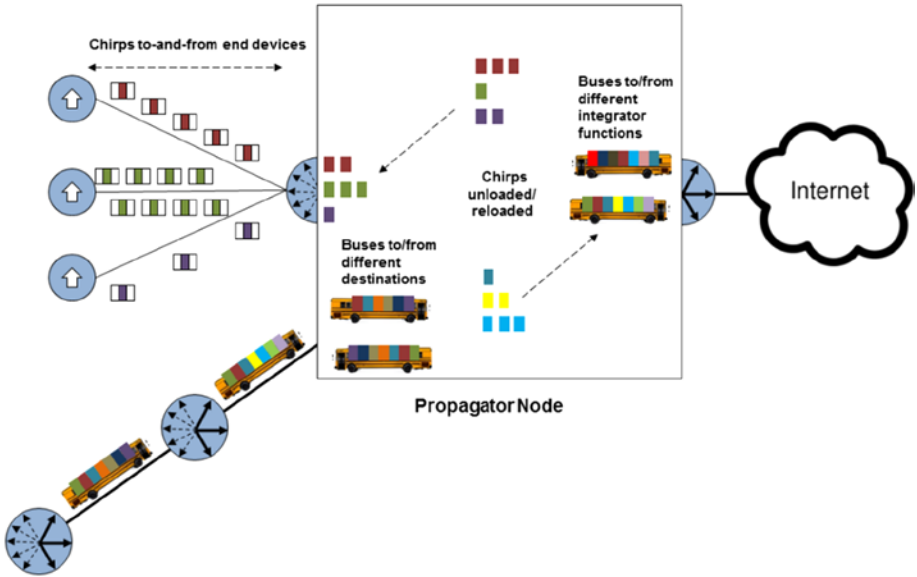 Chirps to-and-from end devices
Buses to/from
different
integrator
functions
Chirps
unloaded/
reloaded
Internet
Buses to/from
different
destinations
Propagator Node